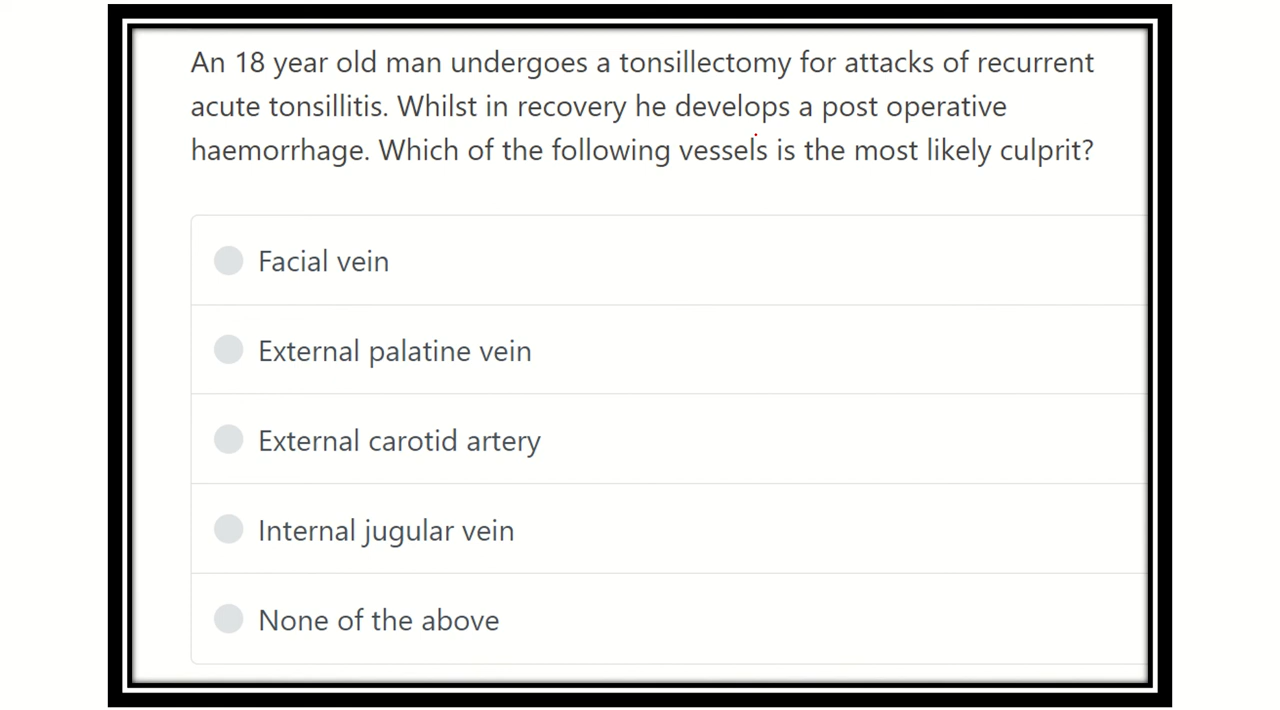 An 18 year old man undergoes a tonsillectomy for attacks of recurrent
acute tonsillitis. Whilst in recovery he develops a post operative
haemorrhage. Which of the following vessels is the most likely culprit?
Facial vein
External palatine vein
External carotid artery
Internal jugular vein
None of the above